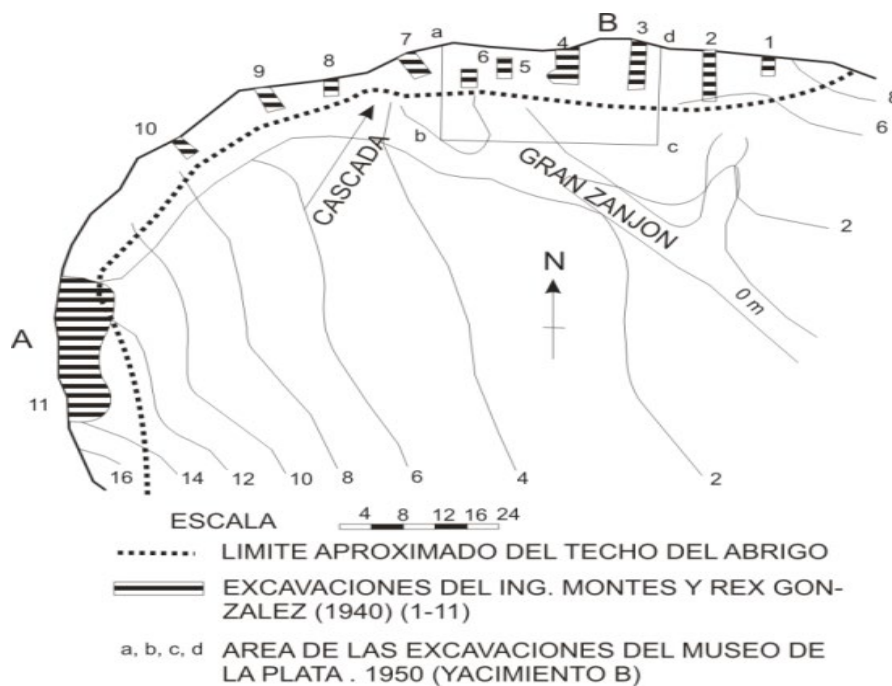 B
a
7
6
5
4
3
d
2
1
8
9
10
8
6
b
c
CASCADA
GRAN ZANJON
2
N
0 m
A
11
16
14
12
10
8
6
4
2
ESCALA 4 8 12 16 24
LIMITE APROXIMADO DEL TECHO DEL ABRIGO
EXCAVACIONES DEL ING. MONTES Y REX GON-
ZALEZ (1940) (1-11)
a, b, c, d AREA DE LAS EXCAVACIONES DEL MUSEO DE
LA PLATA . 1950 (YACIMIENTO B)